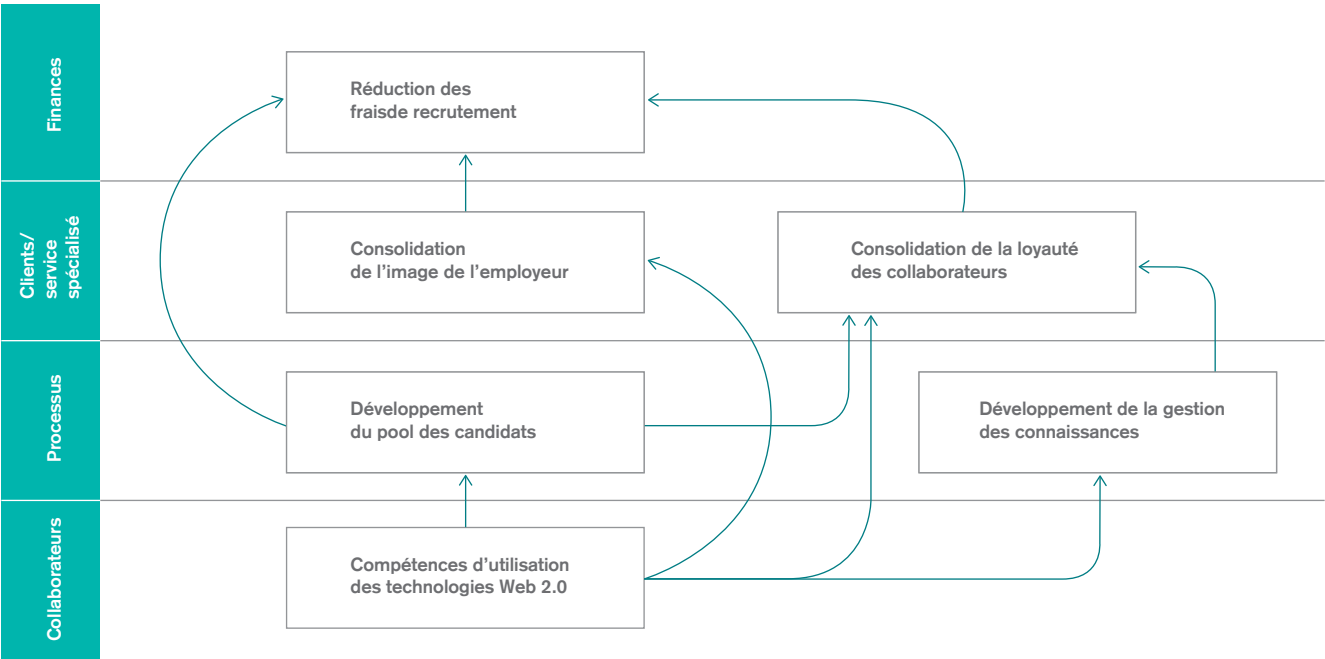 Finances
Réduction des
fraisde recrutement
Clients/
service
spécialisé
Consolidation
de l’image de l’employeur
Consolidation de la loyauté
des collaborateurs
Processus
Développement
du pool des candidats
Développement de la gestion
des connaissances
Collaborateurs
Compétences d’utilisation
des technologies Web 2.0